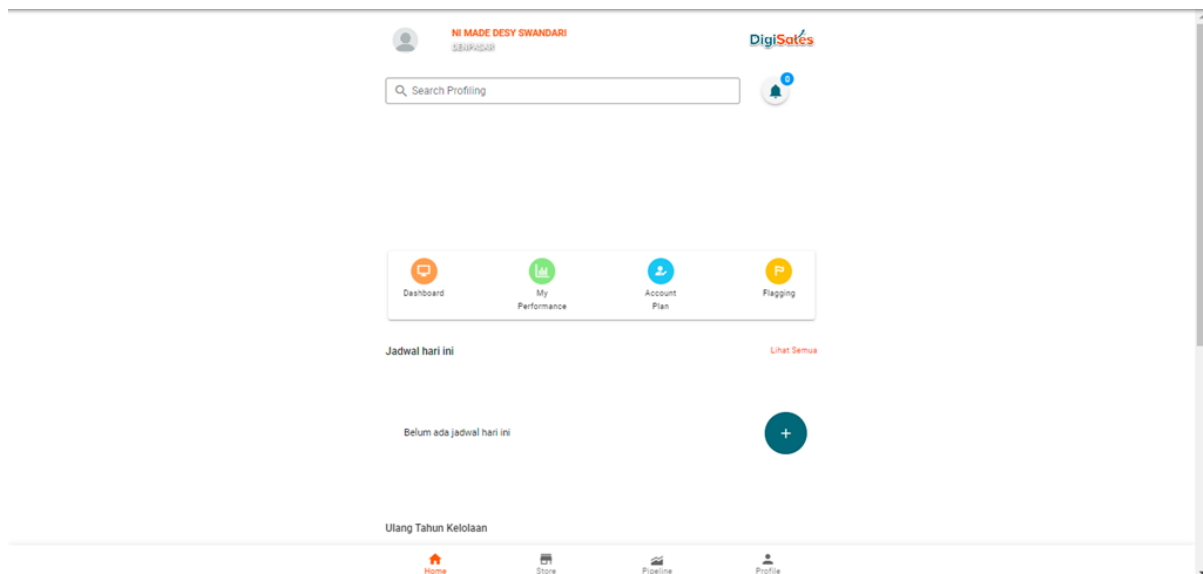 NI MADE DESY SWANDARI
DENPASAR
DigiSales
Search Profiling
0
Dashboard
My
Performance
Account
Plan
Flagging
Jadwal hari ini
Lihat Semua
Belum ada jadwal hari ini
+
Ulang Tahun Kelolaan
Home
Store
Pipeline
Profile